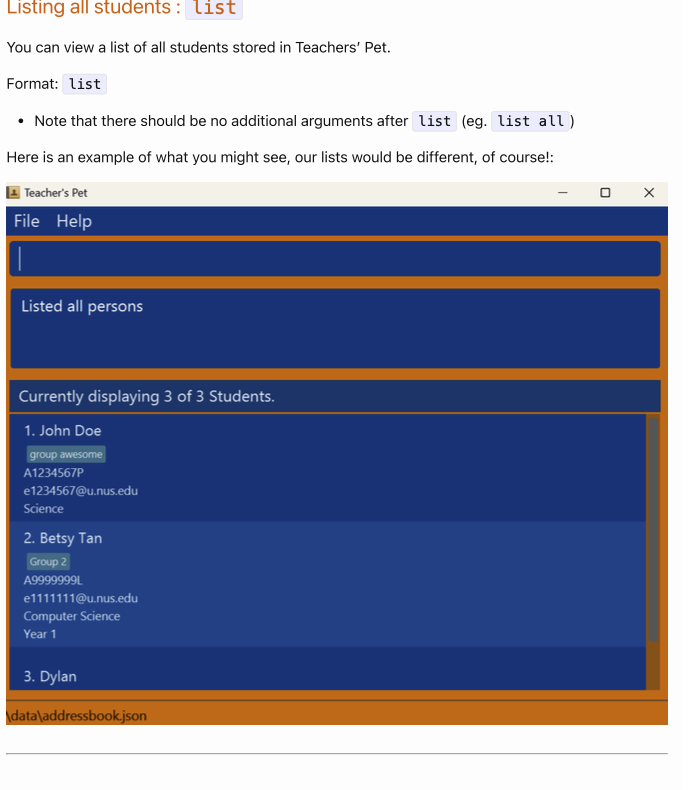 Listing all students : list
You can view a list of all students stored in Teachers’ Pet.
Format: list
• Note that there should be no additional arguments after list (eg. list all)
Here is an example of what you might see, our lists would be different, of course!:
Teacher's Pet
File Help
Listed all persons
Currently displaying 3 of 3 Students.
1. John Doe
group awesome
A1234567P
e1234567@u.nus.edu
Science
2. Betsy Tan
Group 2
A9999999L
e1111111@u.nus.edu
Computer Science
Year 1
3. Dylan
\data\addressbook.json